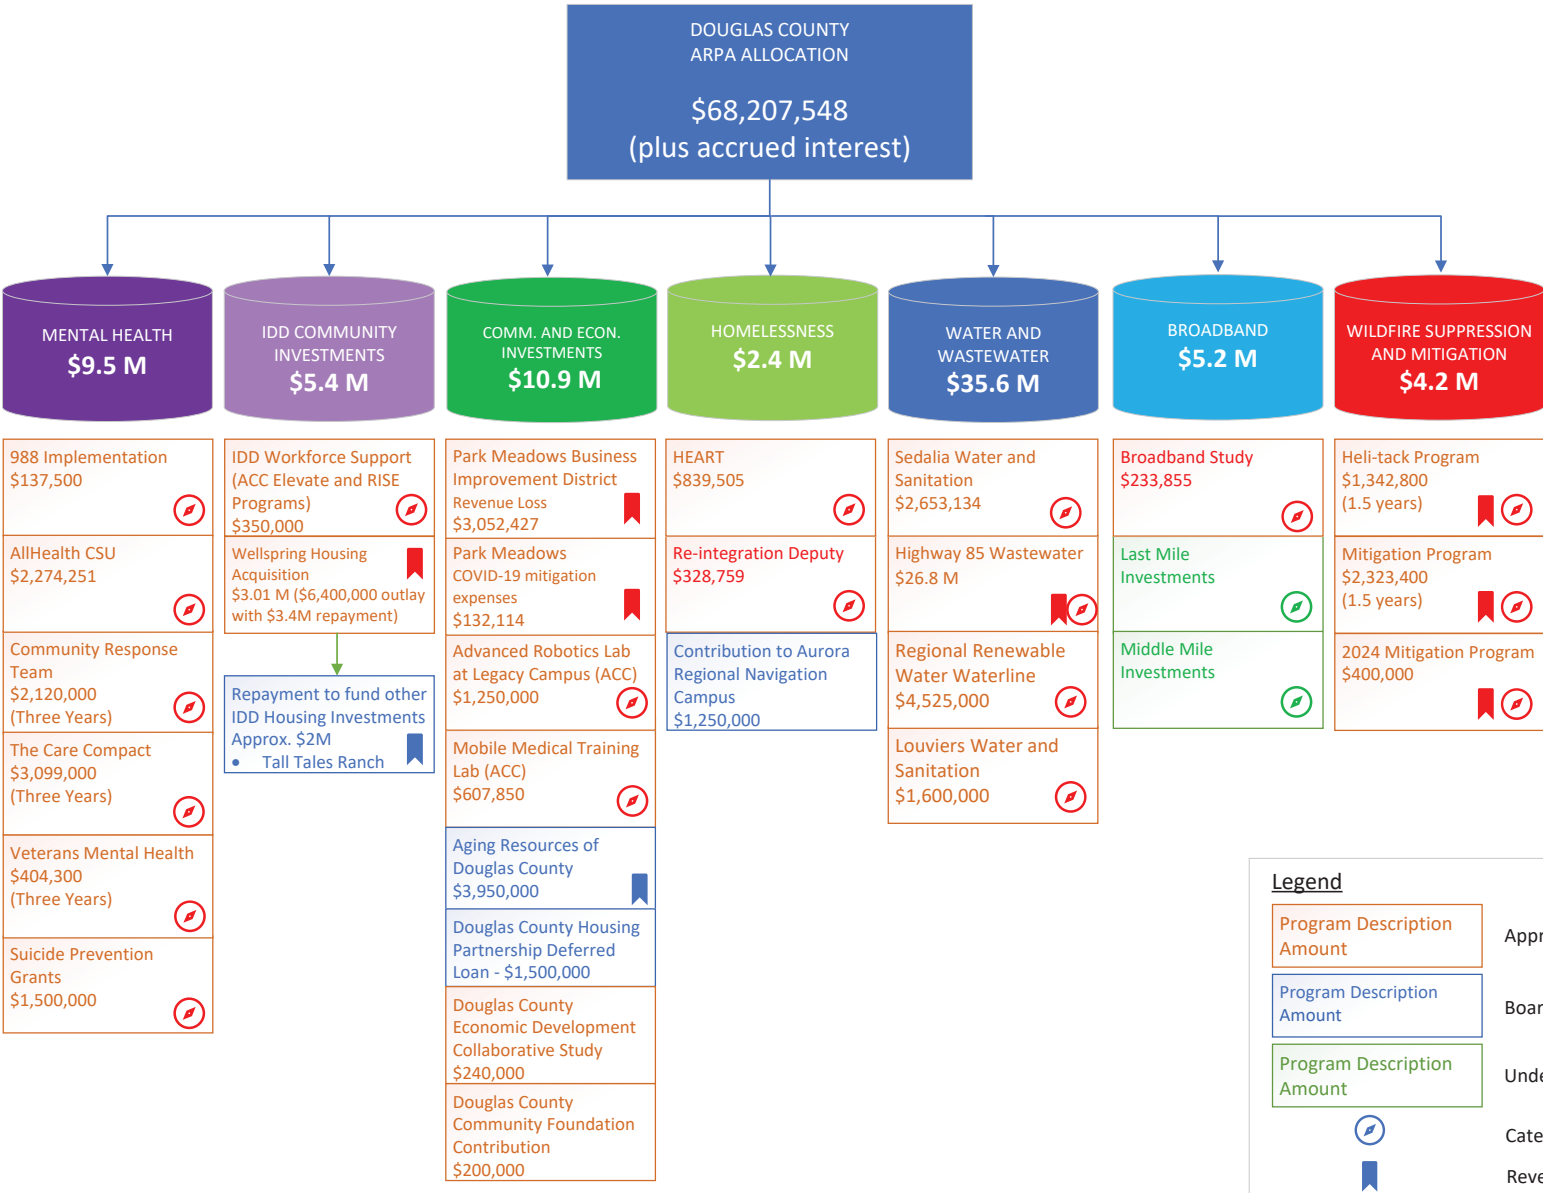 DOUGLAS COUNTY
ARPA ALLOCATION
$68,207,548
(plus accrued interest)
MENTAL HEALTH
$9.5 M
IDD COMMUNITY
INVESTMENTS
$5.4 M
COMM. AND ECON.
INVESTMENTS
$10.9 M
HOMELESSNESS
$2.4 M
WATER AND
WASTEWATER
$35.6 M
BROADBAND
$5.2 M
WILDFIRE SUPPRESSION
AND MITIGATION
$4.2 M
988 Implementation
$137,500
AllHealth CSU
$2,274,251
Community Response
Team
$2,120,000
(Three Years)
The Care Compact
$3,099,000
(Three Years)
Veterans Mental Health
$404,300
(Three Years)
Suicide Prevention
Grants
$1,500,000
IDD Workforce Support
(ACC Elevate and RISE
Programs)
$350,000
Wellspring Housing
Acquisition
$3.01 M ($6,400,000 outlay
with $3.4M repayment)
Repayment to fund other
IDD Housing Investments
Approx. $2M
• Tall Tales Ranch
Park Meadows Business
Improvement District
Revenue Loss
$3,052,427
Park Meadows
COVID-19 mitigation
expenses
$132,114
Advanced Robotics Lab
at Legacy Campus (ACC)
$1,250,000
Mobile Medical Training
Lab (ACC)
$607,850
Aging Resources of
Douglas County
$3,950,000
Douglas County Housing
Partnership Deferred
Loan - $1,500,000
Douglas County
Economic Development
Collaborative Study
$240,000
Douglas County
Community Foundation
Contribution
$200,000
HEART
$839,505
Re-integration Deputy
$328,759
Contribution to Aurora
Regional Navigation
Campus
$1,250,000
Sedalia Water and
Sanitation
$2,653,134
Highway 85 Wastewater
$26.8 M
Regional Renewable
Water Waterline
$4,525,000
Louviers Water and
Sanitation
$1,600,000
Broadband Study
$233,855
Last Mile
Investments
Middle Mile
Investments
Heli-tack Program
$1,342,800
(1.5 years)
Mitigation Program
$2,323,400
(1.5 years)
2024 Mitigation Program
$400,000
Legend
Program Description
Amount
Appr
Program Description
Amount
Boar
Program Description
Amount
Unde
Cate
Reve